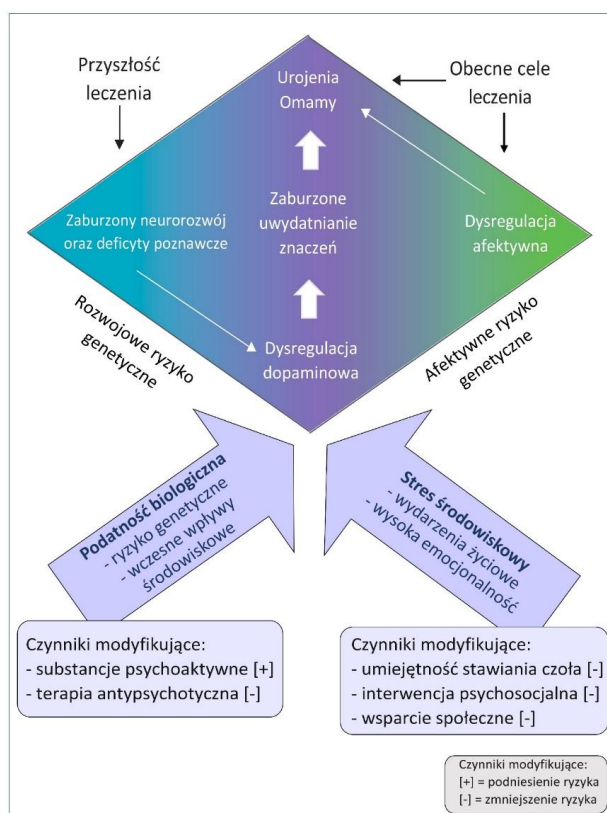 Przyszłość
leczenia
Urojenia
Omamy
Obecne cele
leczenia
Zaburzony neurorozwój
oraz deficyty poznawcze
Zaburzone
uwydatnianie
znaczeń
Dysregulacja
afektywna
Dysregulacja
dopaminowa
Rozwojowe ryzyko
genetyczne
Afektywne ryzyko
genetyczne
Podatność biologiczna
- ryzyko genetyczne
- wczesne wpływy
środowiskowe
Stres środowiskowy
- wydarzenia życiowe
- wysoka emocjonalność
Czynniki modyfikujące:
- substancje psychoaktywne [+]
- terapia antypsychotyczna [-]
Czynniki modyfikujące:
- umiejętność stawiania czoła [-]
- interwencja psychosocjalna [-]
- wsparcie społeczne [-]
Czynniki modyfikujące:
[+] = podniesienie ryzyka
[-] = zmniejszenie ryzyka